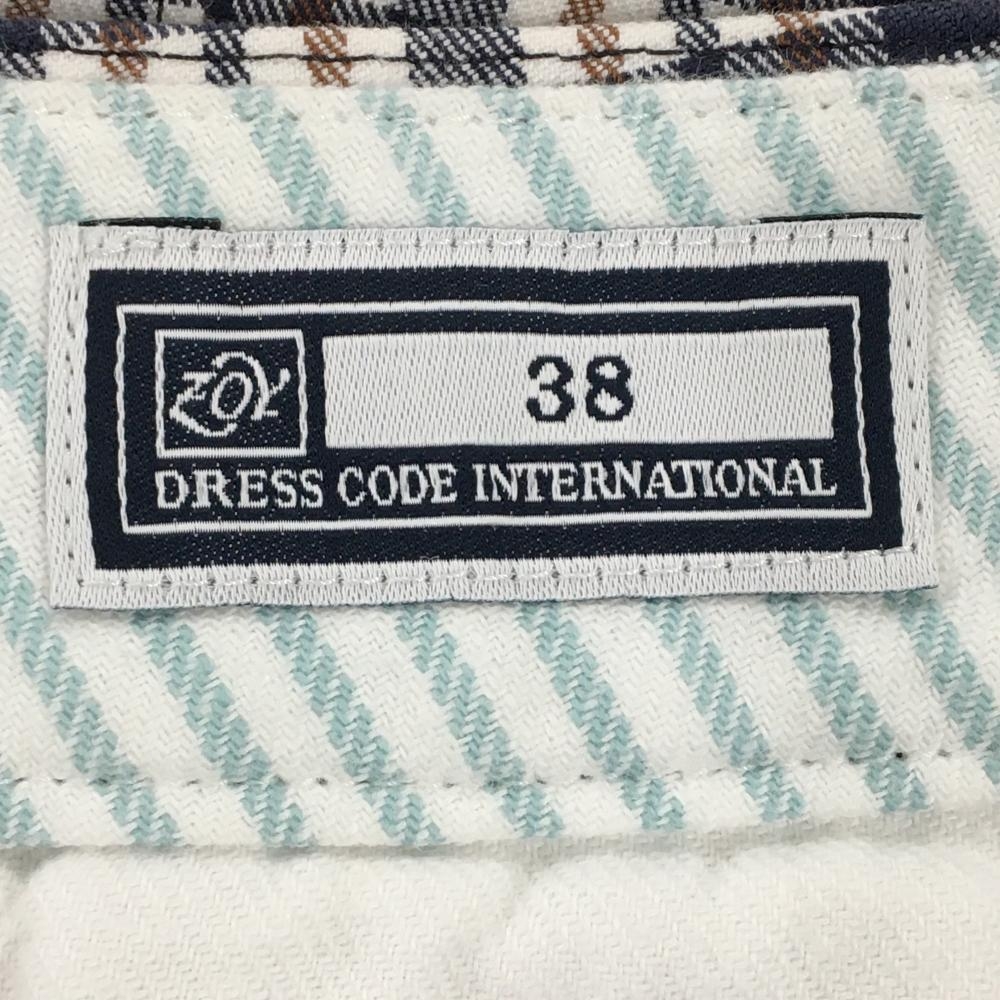 ZOY
38
DRESS CODE INTERNATIONAL